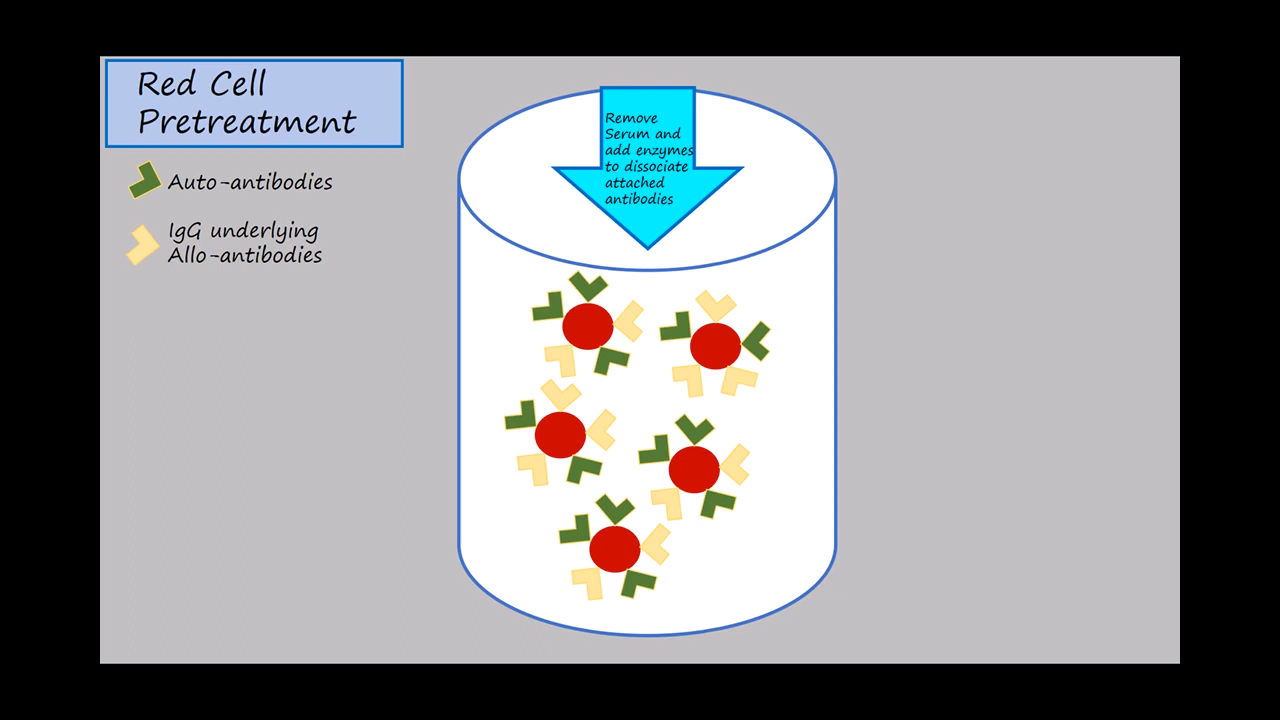 Red Cell
Pretreatment
Auto-antibodies
IgG underlying
Allo-antibodies
Remove
Serum and
add enzymes
to dissociate
attached
antibodies